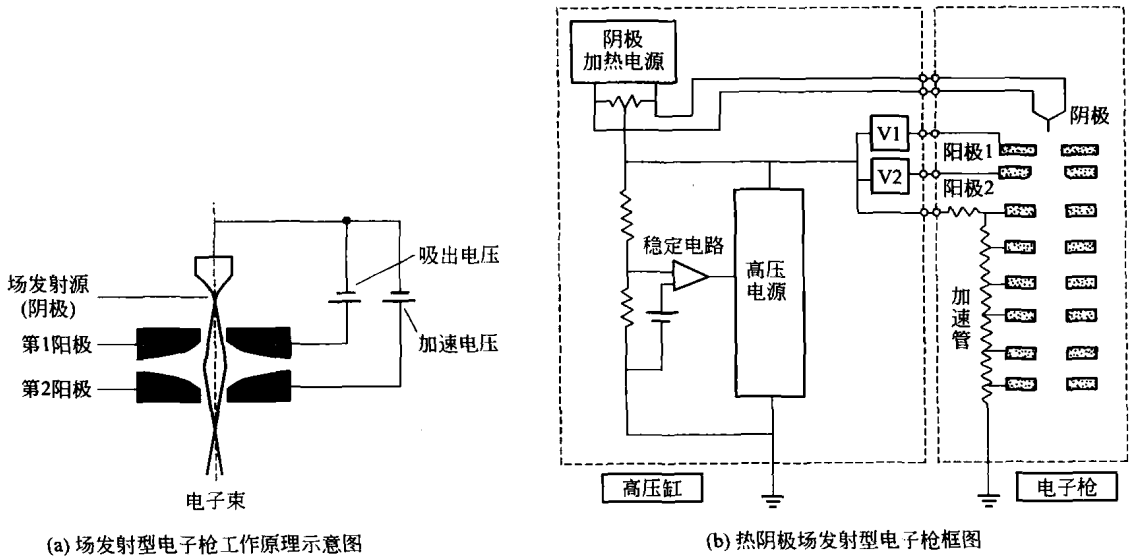 场发射源
(阴极)
第1阳极
第2阳极
吸出电压
加速电压
电子束
(a) 场发射型电子枪工作原理示意图
阴极
加热电源
V1
V2
稳定电路
高压
电源
高压缸
阴极
阳极1
阳极2
加速管
电子枪
(b) 热阴极场发射型电子枪框图